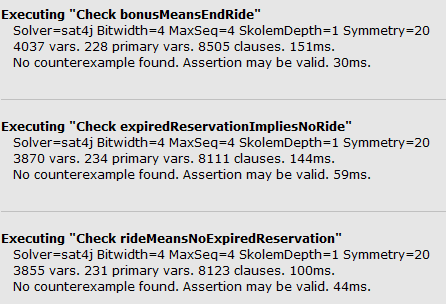 Executing "Check bonusMeansEndRide"
Solver=sat4j Bitwidth=4 MaxSeq=4 SkolemDepth=1 Symmetry=20
4037 vars. 228 primary vars. 8505 clauses. 151ms.
No counterexample found. Assertion may be valid. 30ms.
Executing "Check expiredReservationImpliesNoRide"
Solver=sat4j Bitwidth=4 MaxSeq=4 SkolemDepth=1 Symmetry=20
3870 vars. 234 primary vars. 8111 clauses. 144ms.
No counterexample found. Assertion may be valid. 59ms.
Executing "Check rideMeansNoExpiredReservation"
Solver=sat4j Bitwidth=4 MaxSeq=4 SkolemDepth=1 Symmetry=20
3855 vars. 231 primary vars. 8123 clauses. 100ms.
No counterexample found. Assertion may be valid. 44ms.